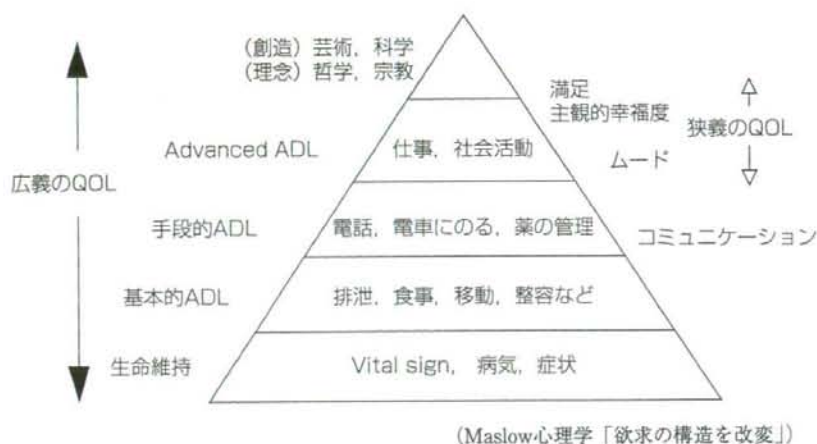 (創造) 芸術, 科学
(理念) 哲学, 宗教
満足
主観的幸福度
狭義のQOL
Advanced ADL
仕事, 社会活動
ムード
広義のQOL
手段的ADL
電話, 電車にのる, 薬の管理
コミュニケーション
基本的ADL
排泄, 食事, 移動, 整容など
生命維持
Vital sign, 病気, 症状
(Maslow心理学「欲求の構造を改変」)